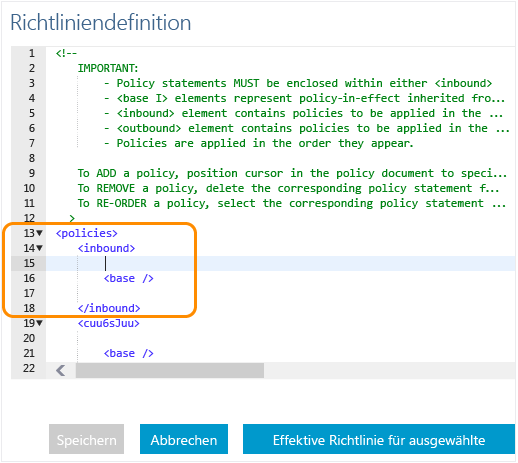 Richtliniendefinition
1 <!--
2 IMPORTANT:
3 - Policy statements MUST be enclosed within either <inbound>
4 - <base I> elements represent policy-in-effect inherited fro...
5 - <inbound> element contains policies to be applied in the ...
6 - <outbound> element contains policies to be applied in the ...
7 - Policies are applied in the order they appear.
8
9 To ADD a policy, position cursor in the policy document to speci...
10 To REMOVE a policy, delete the corresponding policy statement f...
11 To RE-ORDER a policy, select the corresponding policy statement ...
12 >
13 <policies>
14 <inbound>
15
16 <base />
17
18 </inbound>
19 <cuu6sJuu>
20
21 <base />
22
Speichern Abbrechen Effektive Richtlinie für ausgewählte